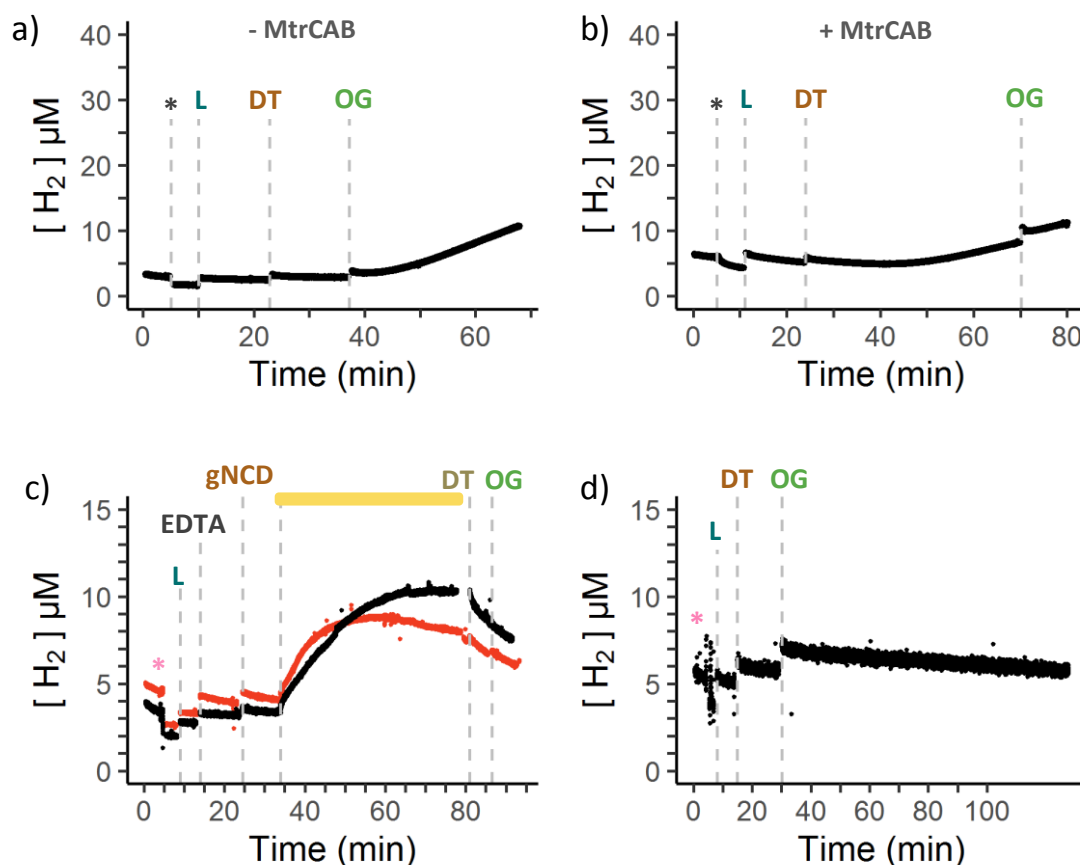 a)
- MtrCAB
40
30
20
10
0
[ H₂ ] µM
* L DT OG
0 20 40 60
Time (min)
b)
+ MtrCAB
40
30
20
10
0
[ H₂ ] µM
* L DT OG
0 20 40 60 80
Time (min)
c)
gNCD DT OG
EDTA
L
*
15
10
5
0
[ H₂ ] µM
0 20 40 60 80
Time (min)
d)
DT OG
L
*
15
10
5
0
[ H₂ ] µM
0 20 40 60 80 100
Time (min)